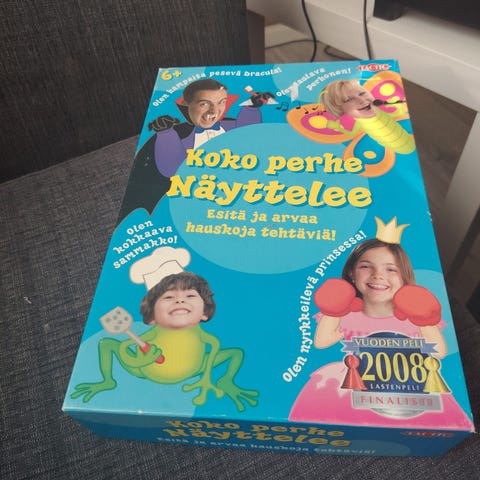 6+
TACTIC
Olen hampaita pesevä Dracula!
Olen laulava
perhonen!
Koko perhe
Näyttelee
Esitä ja arvaa
hauskoja tehtäviä!
Olen
kokkaava
sammakko!
Olen nyrkkeilevä prinsessa!
VUODEN PELI
2008
LASTENPELI
FINALISTI
Koko perhe
Näyttelee
Esitä ja arvaa hauskoja tehtäviä!
TACTIC